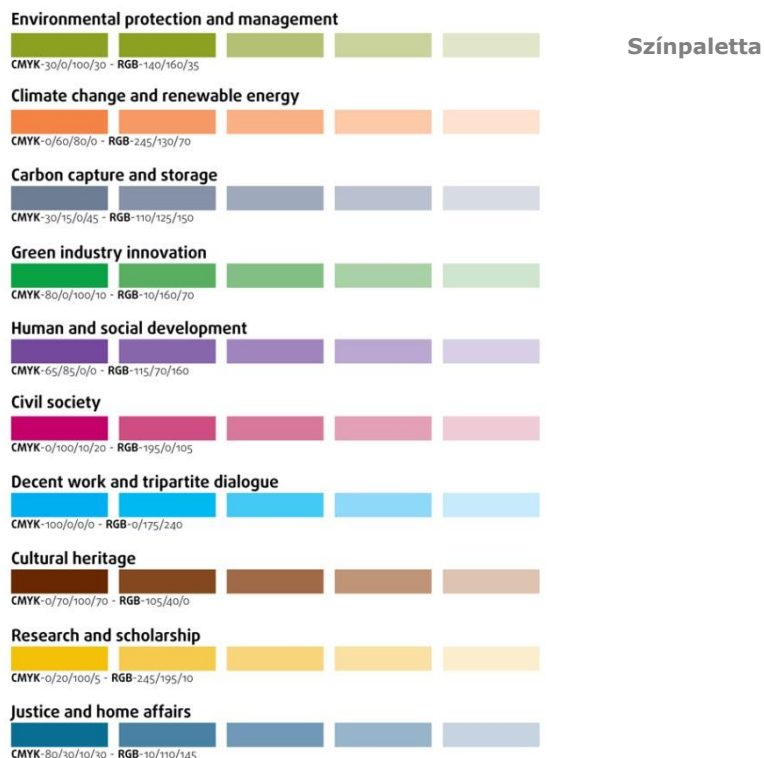 Environmental protection and management
Színpaletta
CMYK-30/0/100/30 - RGB-140/160/35
Climate change and renewable energy
CMYK-0/60/80/0 - RGB-245/130/70
Carbon capture and storage
CMYK-30/15/0/45 - RGB-110/125/150
Green industry innovation
CMYK-80/0/100/10 - RGB-10/160/70
Human and social development
CMYK-65/85/0/0 - RGB-115/70/160
Civil society
CMYK-0/100/10/20 - RGB-195/0/105
Decent work and tripartite dialogue
CMYK-100/0/0/0 - RGB-0/175/240
Cultural heritage
CMYK-0/70/100/70 - RGB-105/40/0
Research and scholarship
CMYK-0/20/100/5 - RGB-245/195/10
Justice and home affairs
CMYK-80/30/10/30 - RGB-10/110/145